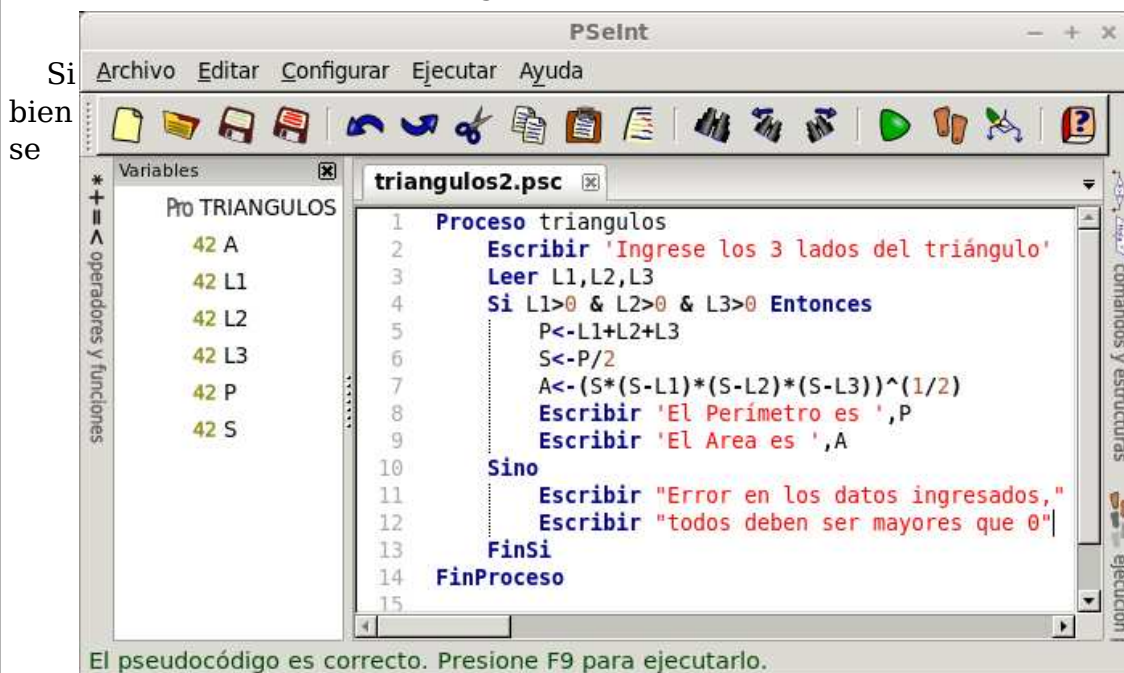 Si
bien
se
PSeInt
Archivo Editar Configurar Ejecutar Ayuda
* + = < operadores y funciones
Variables
Pro TRIANGULOS
42 A
42 L1
42 L2
42 L3
42 P
42 S
triangulos2.psc
1 Proceso triangulos
2 Escribir 'Ingrese los 3 lados del triángulo'
3 Leer L1,L2,L3
4 Si L1>0 & L2>0 & L3>0 Entonces
5 P<-L1+L2+L3
6 S<-P/2
7 A<-(S*(S-L1)*(S-L2)*(S-L3))^(1/2)
8 Escribir 'El Perímetro es ',P
9 Escribir 'El Area es ',A
10 Sino
11 Escribir "Error en los datos ingresados,"
12 Escribir "todos deben ser mayores que 0"
13 FinSi
14 FinProceso
15
comandos y estructuras
ejecución
El pseudocódigo es correcto. Presione F9 para ejecutarlo.